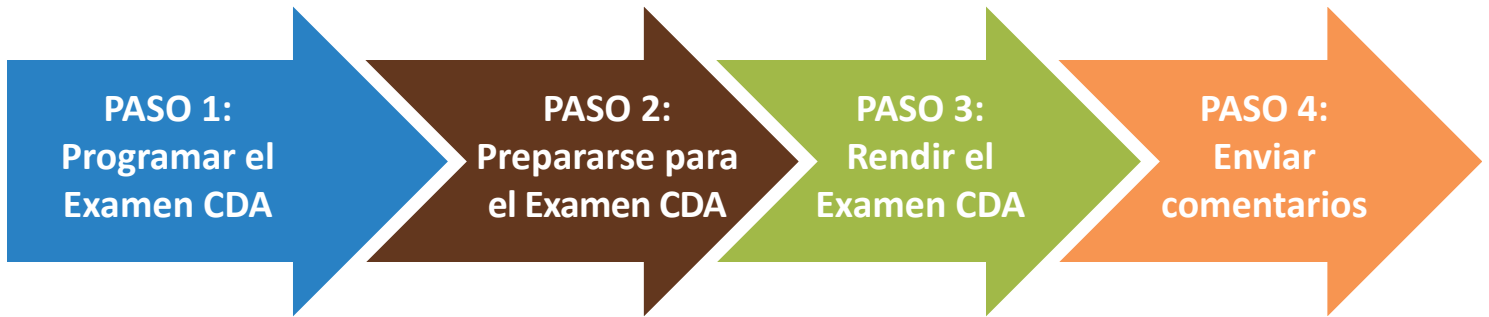 PASO 1:
Programar el
Examen CDA
PASO 2:
Prepararse para
el Examen CDA
PASO 3:
Rendir el
Examen CDA
PASO 4:
Enviar
comentarios